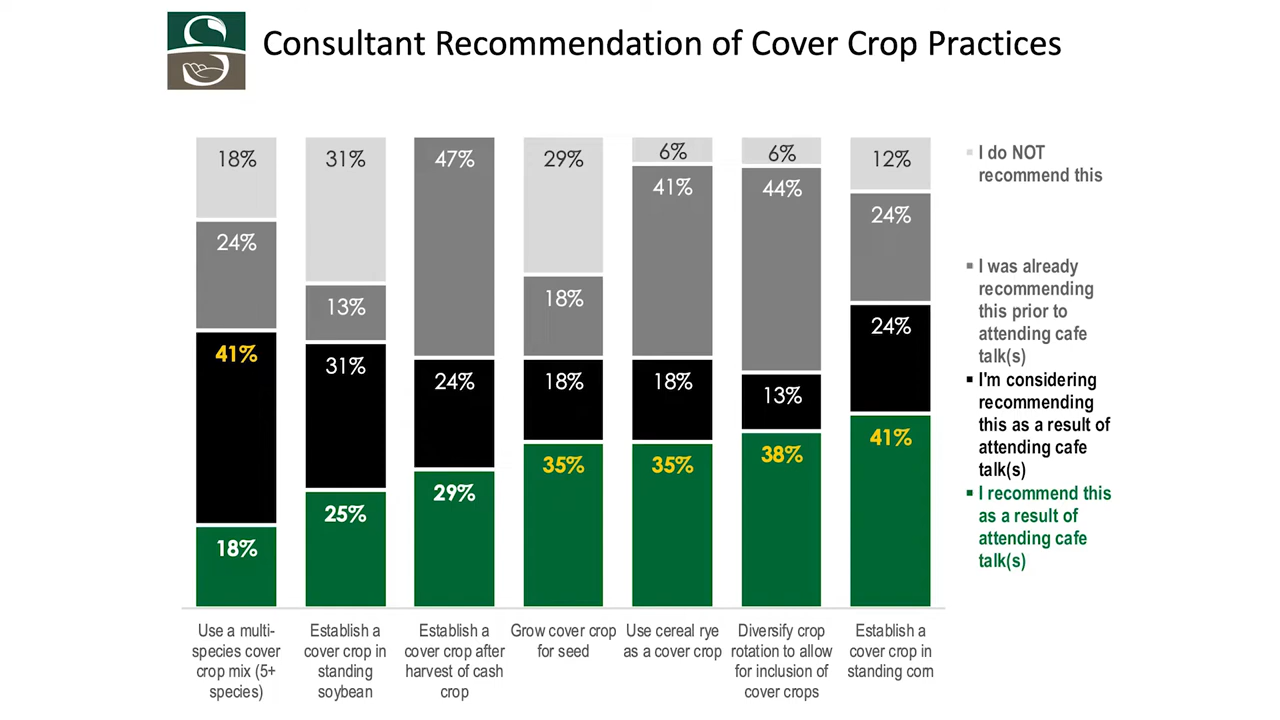 Consultant Recommendation of Cover Crop Practices
18%
31%
47%
29%
6%
6%
12%
24%
13%
18%
41%
44%
24%
41%
31%
24%
18%
18%
13%
24%
18%
25%
29%
35%
35%
38%
41%
I do NOT
recommend this
I was already
recommending
this prior to
attending cafe
talk(s)
I'm considering
recommending
this as a result of
attending cafe
talk(s)
I recommend this
as a result of
attending cafe
talk(s)
Use a multi-
species cover
crop mix (5+
species)
Establish a
cover crop in
standing
soybean
Establish a
cover crop after
harvest of cash
crop
Grow cover crop
for seed
Use cereal rye
as a cover crop
Diversify crop
rotation to allow
for inclusion of
cover crops
Establish a
cover crop in
standing corn